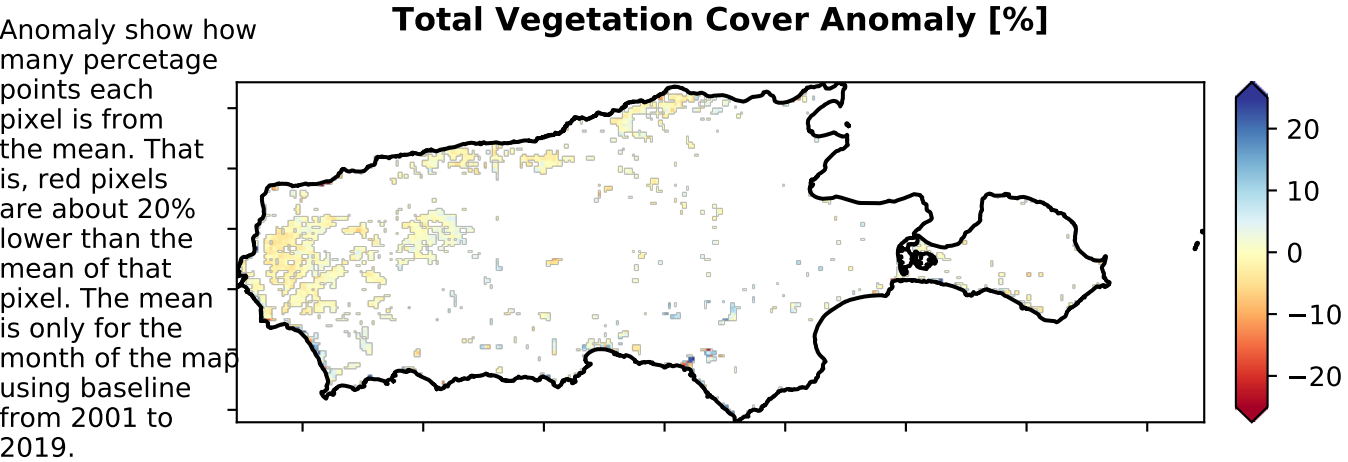 Total Vegetation Cover Anomaly [%]
Anomaly show how
many percetage
points each
pixel is from
the mean. That
is, red pixels
are about 20%
lower than the
mean of that
pixel. The mean
is only for the
month of the map
using baseline
from 2001 to
2019.
20
10
0
−10
−20